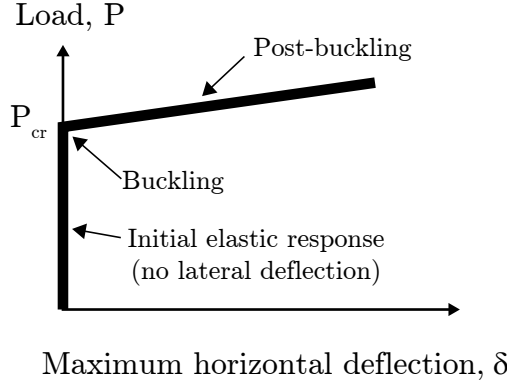 Load, P
Post-buckling
P_cr
Buckling
Initial elastic response
(no lateral deflection)
Maximum horizontal deflection, δ